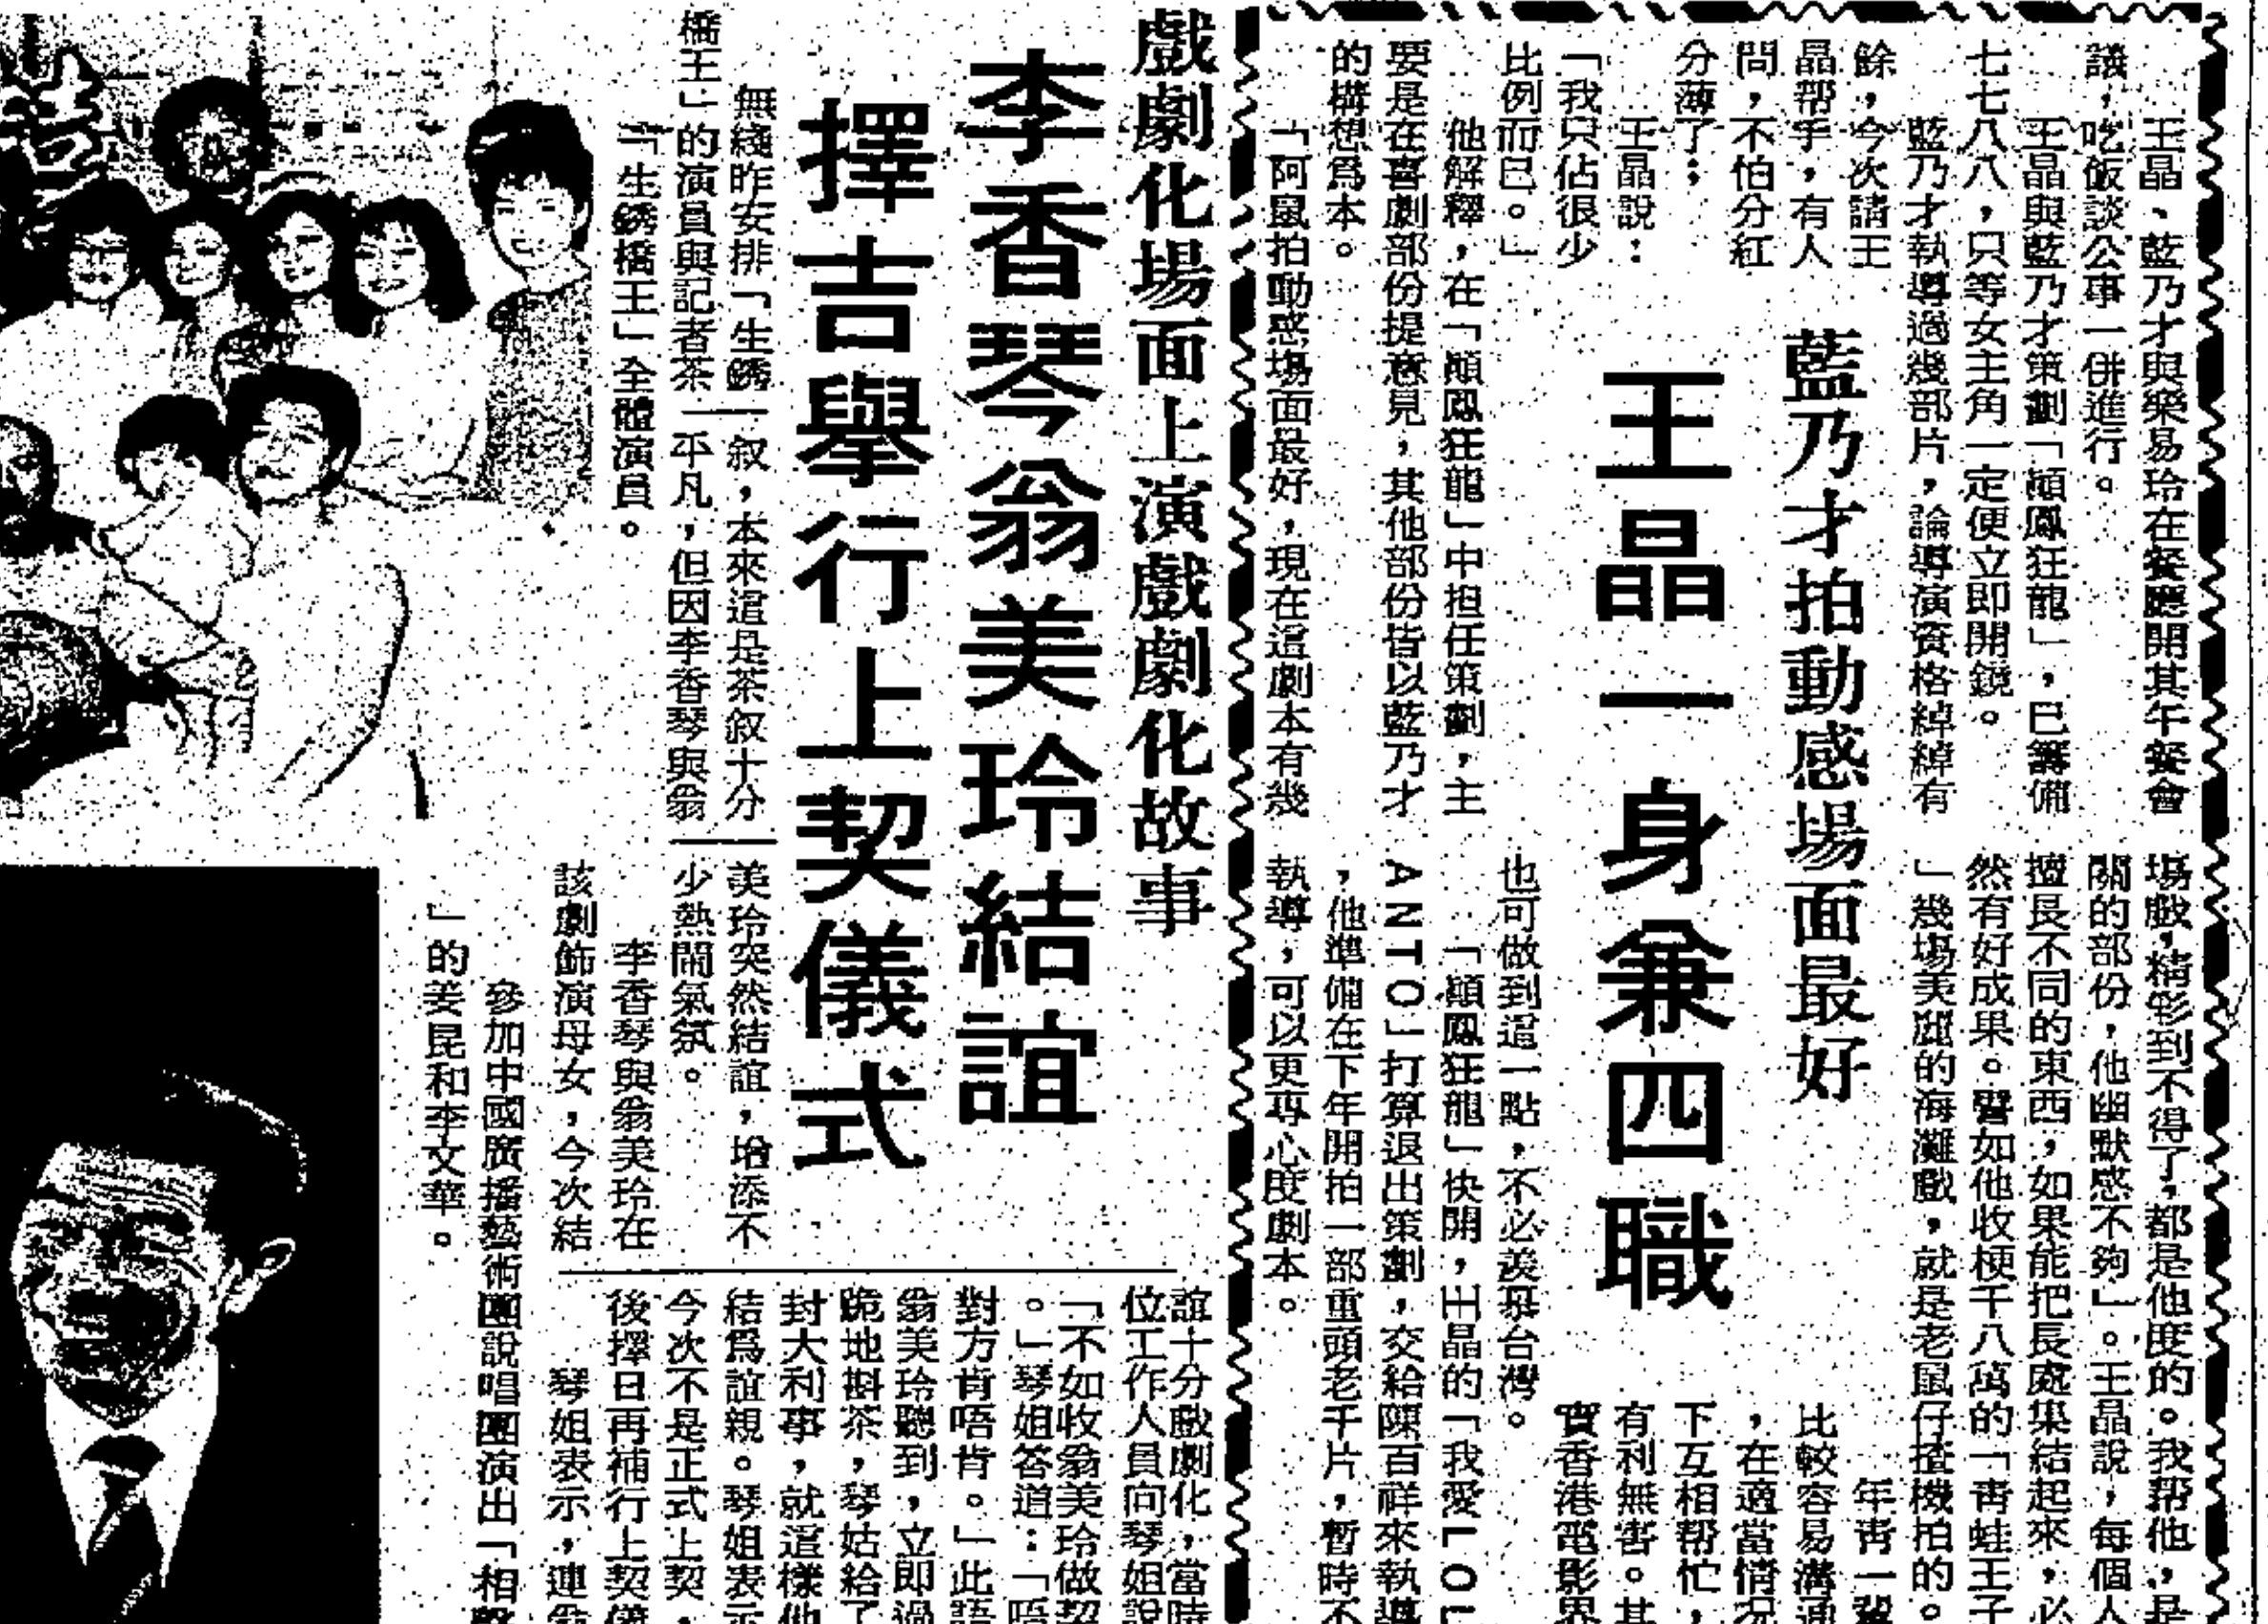 王晶、藍乃才與樂易玲在餐廳開其午餐會
議，吃飯談公事一併進行。
王晶與藍乃才策劃「顛鳳狂龍」，已籌備
七七八八，只等女主角一定便立即開鏡。
藍乃才執導過幾部片，論導演資格綽綽有
餘，今次請王
晶帮手，有人
問，不怕分紅
分薄了；
王晶說：
「我只佔很少
比例而已。」
他解釋，在「顛鳳狂龍」中担任策劃，主
要是在喜劇部份提意見，其他部份皆以藍乃才
的構想爲本。
「阿鼠拍動感場面最好，現在這劇本有幾
藍乃才拍動感場面最好
王晶一身兼四職
場戲，精彩到不得了，都是他度的。我帮他，是
關的部份，他幽默感不夠」。王晶說，每個人
擅長不同的東西，如果能把長處集結起來，必
然有好成果。譬如他收梗千八萬的「靑蛙王子
」幾場美麗的海灘戲，就是老鼠仔揸機拍的。
年靑一輩
比較容易溝通
，在適當情况
下互相帮忙，
有利無害。其
實香港電影界
也可做到這一點，不必羨慕台灣。
「顛鳳狂龍」快開，王晶的「我愛LOL
ANTO」打算退出策劃，交給陳百祥來執導
，他準備在下年開拍一部重頭老千片，暫時不
執導，可以更專心度劇本。
戲劇化場面上演戲劇化故事
李香琴翁美玲結誼
擇吉舉行上契儀式
無綫昨安排「生銹
橋王」的演員與記者茶
「生銹橋王」全體演員。
叙，本來這是茶叙十分
平凡，但因李香琴與翁
美玲突然結誼，增添不
少熱鬧氣氛。
李香琴與翁美玲在
該劇飾演母女，今次結
誼十分戲劇化，當時
位工作人員向琴姐說
「不如收翁美玲做契
。」琴姐答道：「唔
對方肯唔肯。」此語
翁美玲聽到，立即過
跪地斟茶，琴姑給了
封大利事，就這樣他
結爲誼親。琴姐表示
今次不是正式上契，
後擇日再補行上契儀
琴姐表示，連翁
參加中國廣播藝術團說唱團演出「相聲
」的姜昆和李文華。